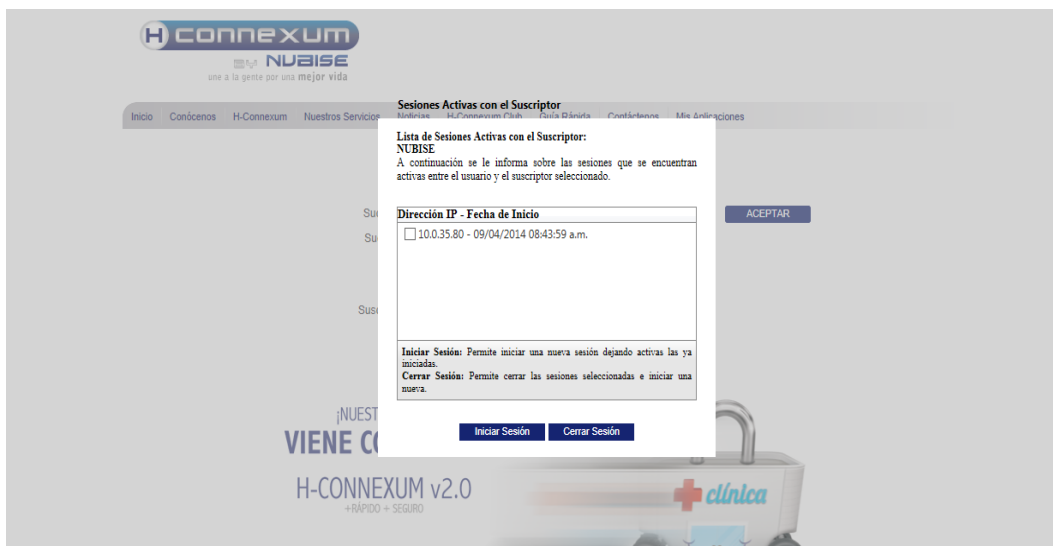 H connexum
BY NUBISE
une a la gente por una mejor vida
Sesiones Activas con el Suscriptor
Inicio Conócenos H-Connexum Nuestros Servicios Noticias H-Connexum Club Guía Rápida Contáctenos Mis Aplicaciones
Lista de Sesiones Activas con el Suscriptor:
NUBISE
A continuación se le informa sobre las sesiones que se encuentran
activas entre el usuario y el suscriptor seleccionado.
Dirección IP - Fecha de Inicio
ACEPTAR
10.0.35.80 - 09/04/2014 08:43:59 a.m.
Iniciar Sesión: Permite iniciar una nueva sesión dejando activas las ya
iniciadas.
Cerrar Sesión: Permite cerrar las sesiones seleccionadas e iniciar una
nueva.
Iniciar Sesión Cerrar Sesión
VIENE
H-CONNEXUM v2.0
+RÁPIDO + SEGURO
clínica